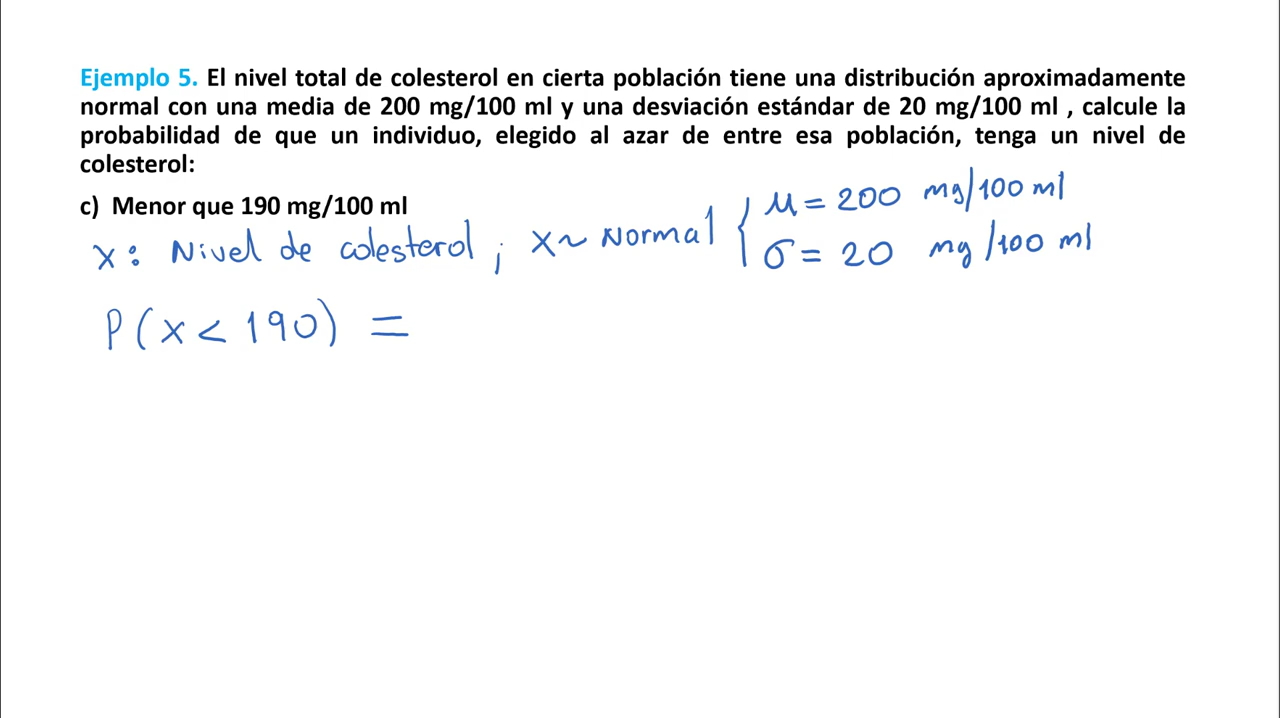 Ejemplo 5. El nivel total de colesterol en cierta población tiene una distribución aproximadamente
normal con una media de 200 mg/100 ml y una desviación estándar de 20 mg/100 ml , calcule la
probabilidad de que un individuo, elegido al azar de entre esa población, tenga un nivel de
colesterol:
c) Menor que 190 mg/100 ml
x: Nivel de colesterol ; x~ Normal { μ = 200 mg/100 ml
σ = 20 mg/100 ml
P(x < 190) =